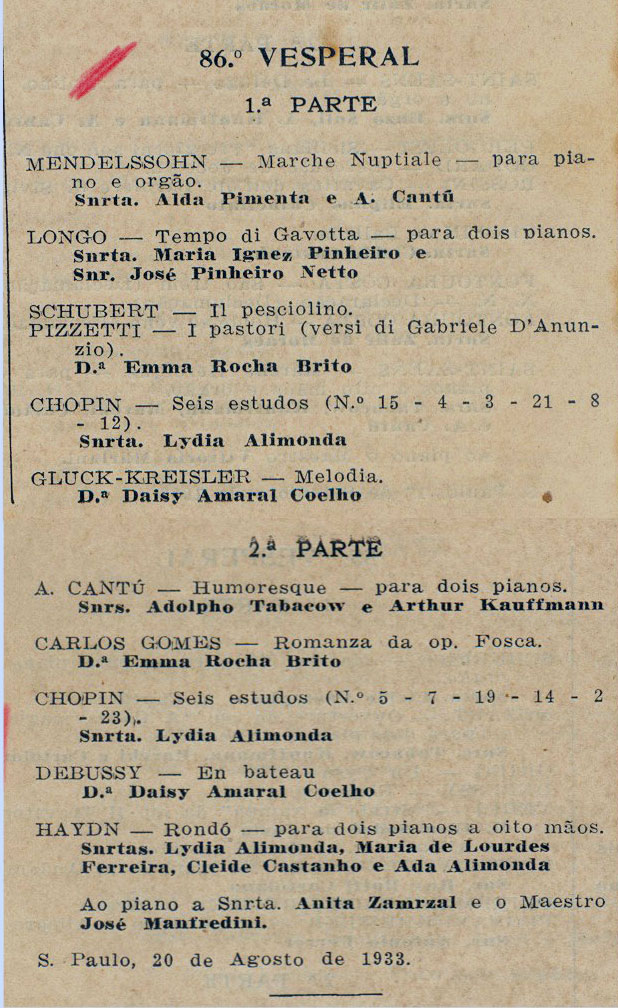 86.º VESPERAL
1.ª PARTE
MENDELSSOHN — Marche Nuptiale — para pia-
no e orgão.
Snrta. Alda Pimenta e A. Cantú
LONGO — Tempo di Gavotta — para dois pianos.
Snrta. Maria Ignez Pinheiro e
Snr. José Pinheiro Netto
SCHUBERT — Il pesciolino.
PIZZETTI — I pastori (versi di Gabriele D'Anun-
zio).
D.ª Emma Rocha Brito
CHOPIN — Seis estudos (N.º 15 - 4 - 3 - 21 - 8
- 12).
Snrta. Lydia Alimonda
GLUCK-KREISLER — Melodia.
D.ª Daisy Amaral Coelho
2.ª PARTE
A. CANTÚ — Humoresque — para dois pianos.
Snrs. Adolpho Tabacow e Arthur Kauffmann
CARLOS GOMES — Romanza da op. Fosca.
D.ª Emma Rocha Brito
CHOPIN — Seis estudos (N.º 5 - 7 - 19 - 14 - 2
- 23).
Snrta. Lydia Alimonda
DEBUSSY — En bateau
D.ª Daisy Amaral Coelho
HAYDN — Rondó — para dois pianos a oito mãos.
Snrtas. Lydia Alimonda, Maria de Lourdes
Ferreira, Cleide Castanho e Ada Alimonda
Ao piano a Snrta. Anita Zamrzal e o Maestro
José Manfredini.
S. Paulo, 20 de Agosto de 1933.